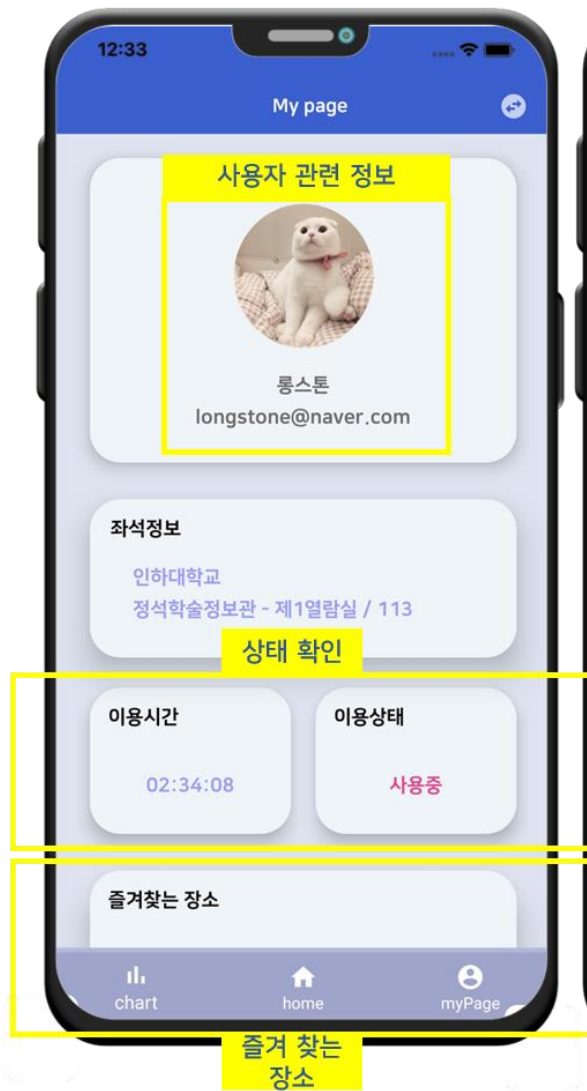 12:33
My page
사용자 관련 정보
롱스톤
longstone@naver.com
좌석정보
인하대학교
정석학술정보관 - 제1열람실 / 113
상태 확인
이용시간
이용상태
02:34:08
사용중
즐겨찾는 장소
chart
home
myPage
즐겨 찾는
장소